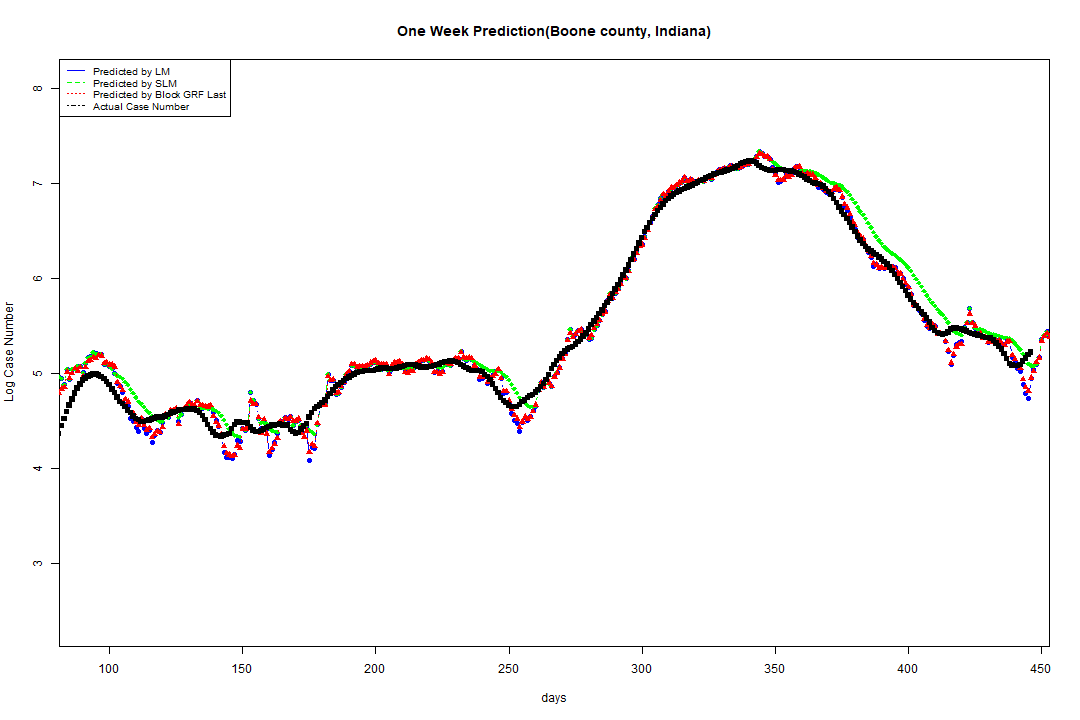 One Week Prediction(Boone county, Indiana)
Predicted by LM
Predicted by SLM
Predicted by Block GRF Last
Actual Case Number
8
7
6
5
4
3
Log Case Number
100 150 200 250 300 350 400 450
days